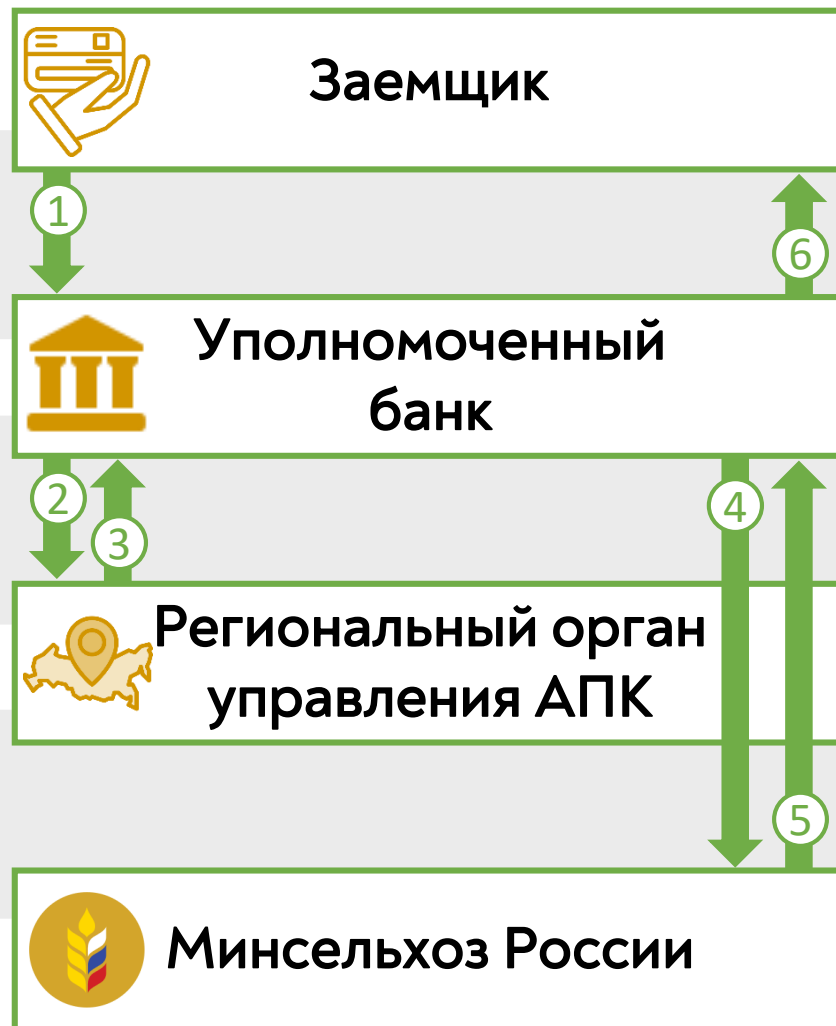 Заемщик
1
6
Уполномоченный
банк
2
3
4
Региональный орган
управления АПК
5
Минсельхоз России